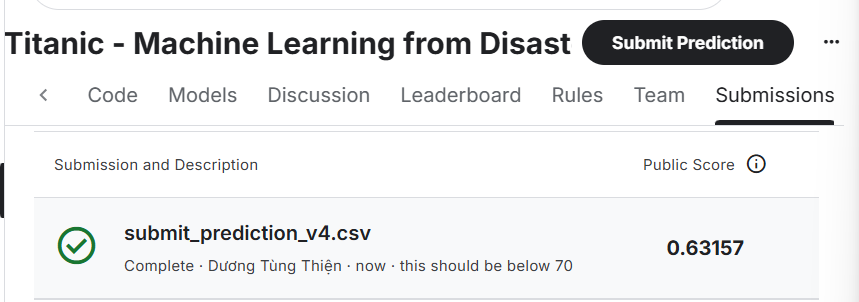 Titanic - Machine Learning from Disast
Submit Prediction
Code Models Discussion Leaderboard Rules Team Submissions
Submission and Description Public Score
submit_prediction_v4.csv
0.63157
Complete · Dương Tùng Thiện · now · this should be below 70